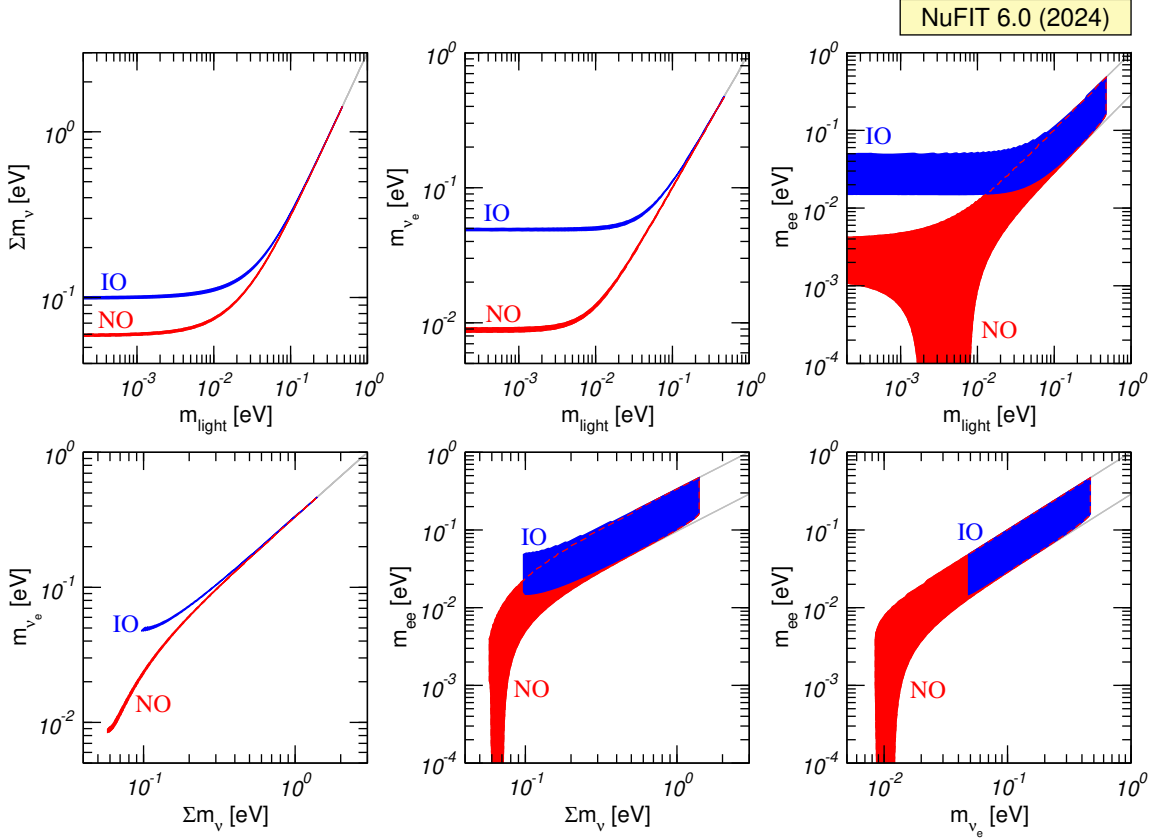 NuFIT 6.0 (2024)
10^0
10^-1
Σm_ν [eV]
IO
NO
10^-3 10^-2 10^-1 10^0
m_light [eV]
10^0
10^-1
10^-2
m_ν_e [eV]
IO
NO
10^-3 10^-2 10^-1 10^0
m_light [eV]
10^0
10^-1
10^-2
10^-3
10^-4
m_ee [eV]
IO
NO
10^-3 10^-2 10^-1 10^0
m_light [eV]
10^0
10^-1
10^-2
m_ν_e [eV]
IO
NO
10^-1 10^0
Σm_ν [eV]
10^0
10^-1
10^-2
10^-3
10^-4
m_ee [eV]
IO
NO
10^-1 10^0
Σm_ν [eV]
10^0
10^-1
10^-2
10^-3
10^-4
m_ee [eV]
IO
NO
10^-2 10^-1 10^0
m_ν_e [eV]